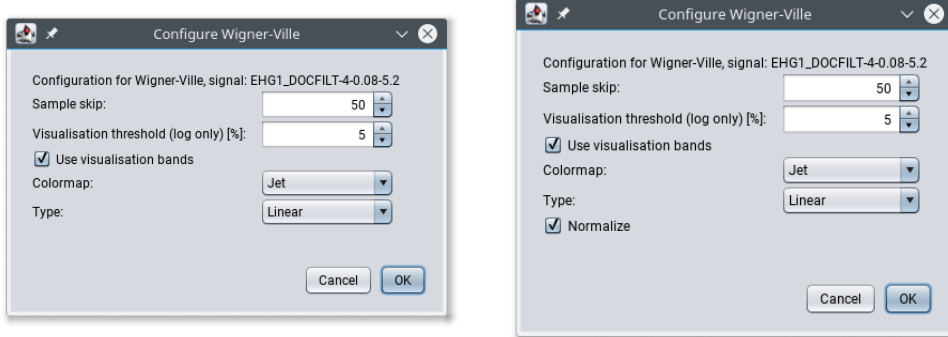 Configure Wigner-Ville
Configuration for Wigner-Ville, signal: EHG1_DOCFILT-4-0.08-5.2
Sample skip: 50
Visualisation threshold (log only) [%]: 5
Use visualisation bands
Colormap: Jet
Type: Linear
Cancel OK
Configure Wigner-Ville
Configuration for Wigner-Ville, signal: EHG1_DOCFILT-4-0.08-5.2
Sample skip: 50
Visualisation threshold (log only) [%]: 5
Use visualisation bands
Colormap: Jet
Type: Linear
Normalize
Cancel OK